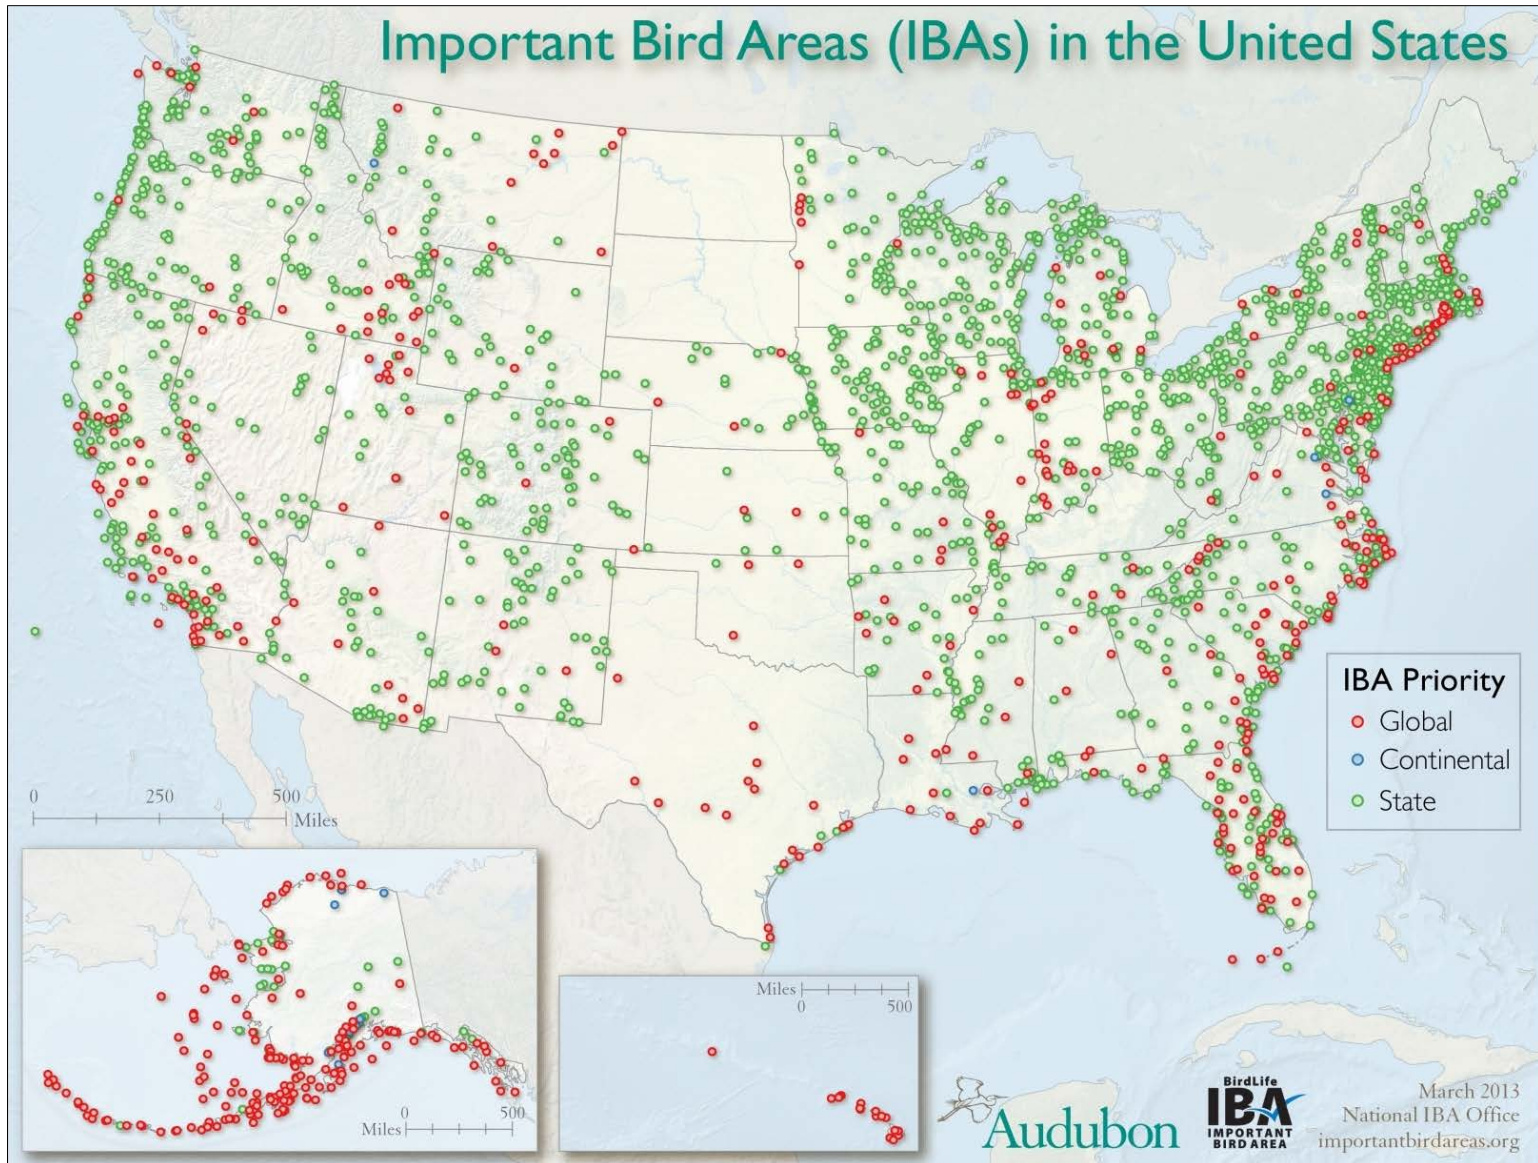 Important Bird Areas (IBAs) in the United States
IBA Priority
Global
Continental
State
0 250 500
Miles
0 500
Miles
Miles
0 500
Audubon
BirdLife
IBA
IMPORTANT
BIRD AREA
March 2013
National IBA Office
importantbirdareas.org